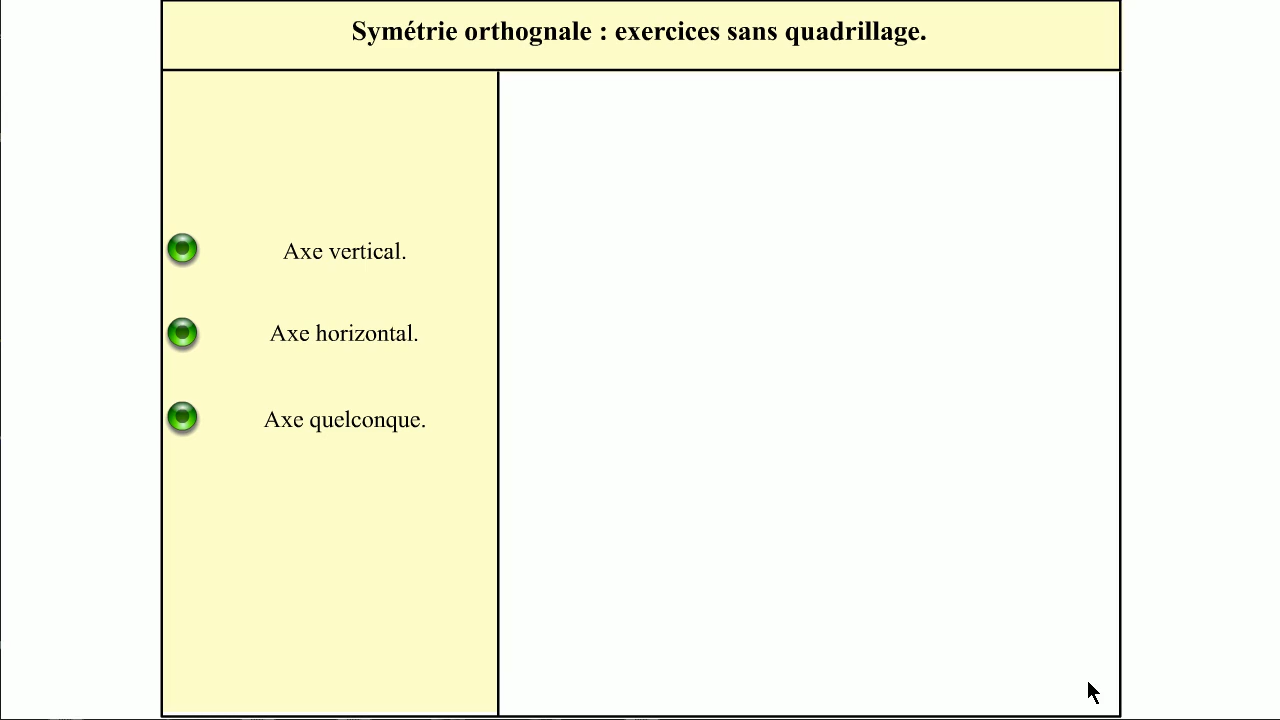 Symétrie orthognale : exercices sans quadrillage.
Axe vertical.
Axe horizontal.
Axe quelconque.